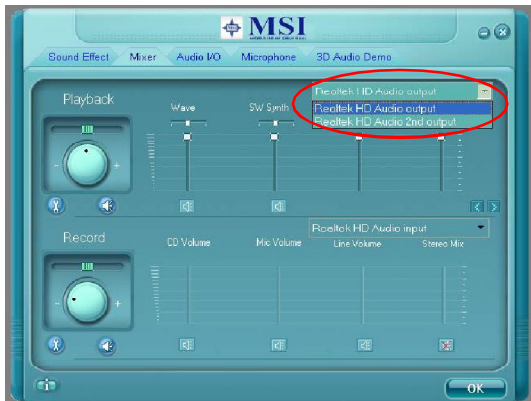 MSI
Sound Effect Mixer Audio I/O Microphone 3D Audio Demo
Realtek HD Audio output
Realtek HD Audio output
Realtek HD Audio 2nd output
Playback
Wave
SW Synth
- +
Realtek HD Audio input
Record
CD Volume
Mic Volume
Line Volume
Stereo Mix
- +
i
OK